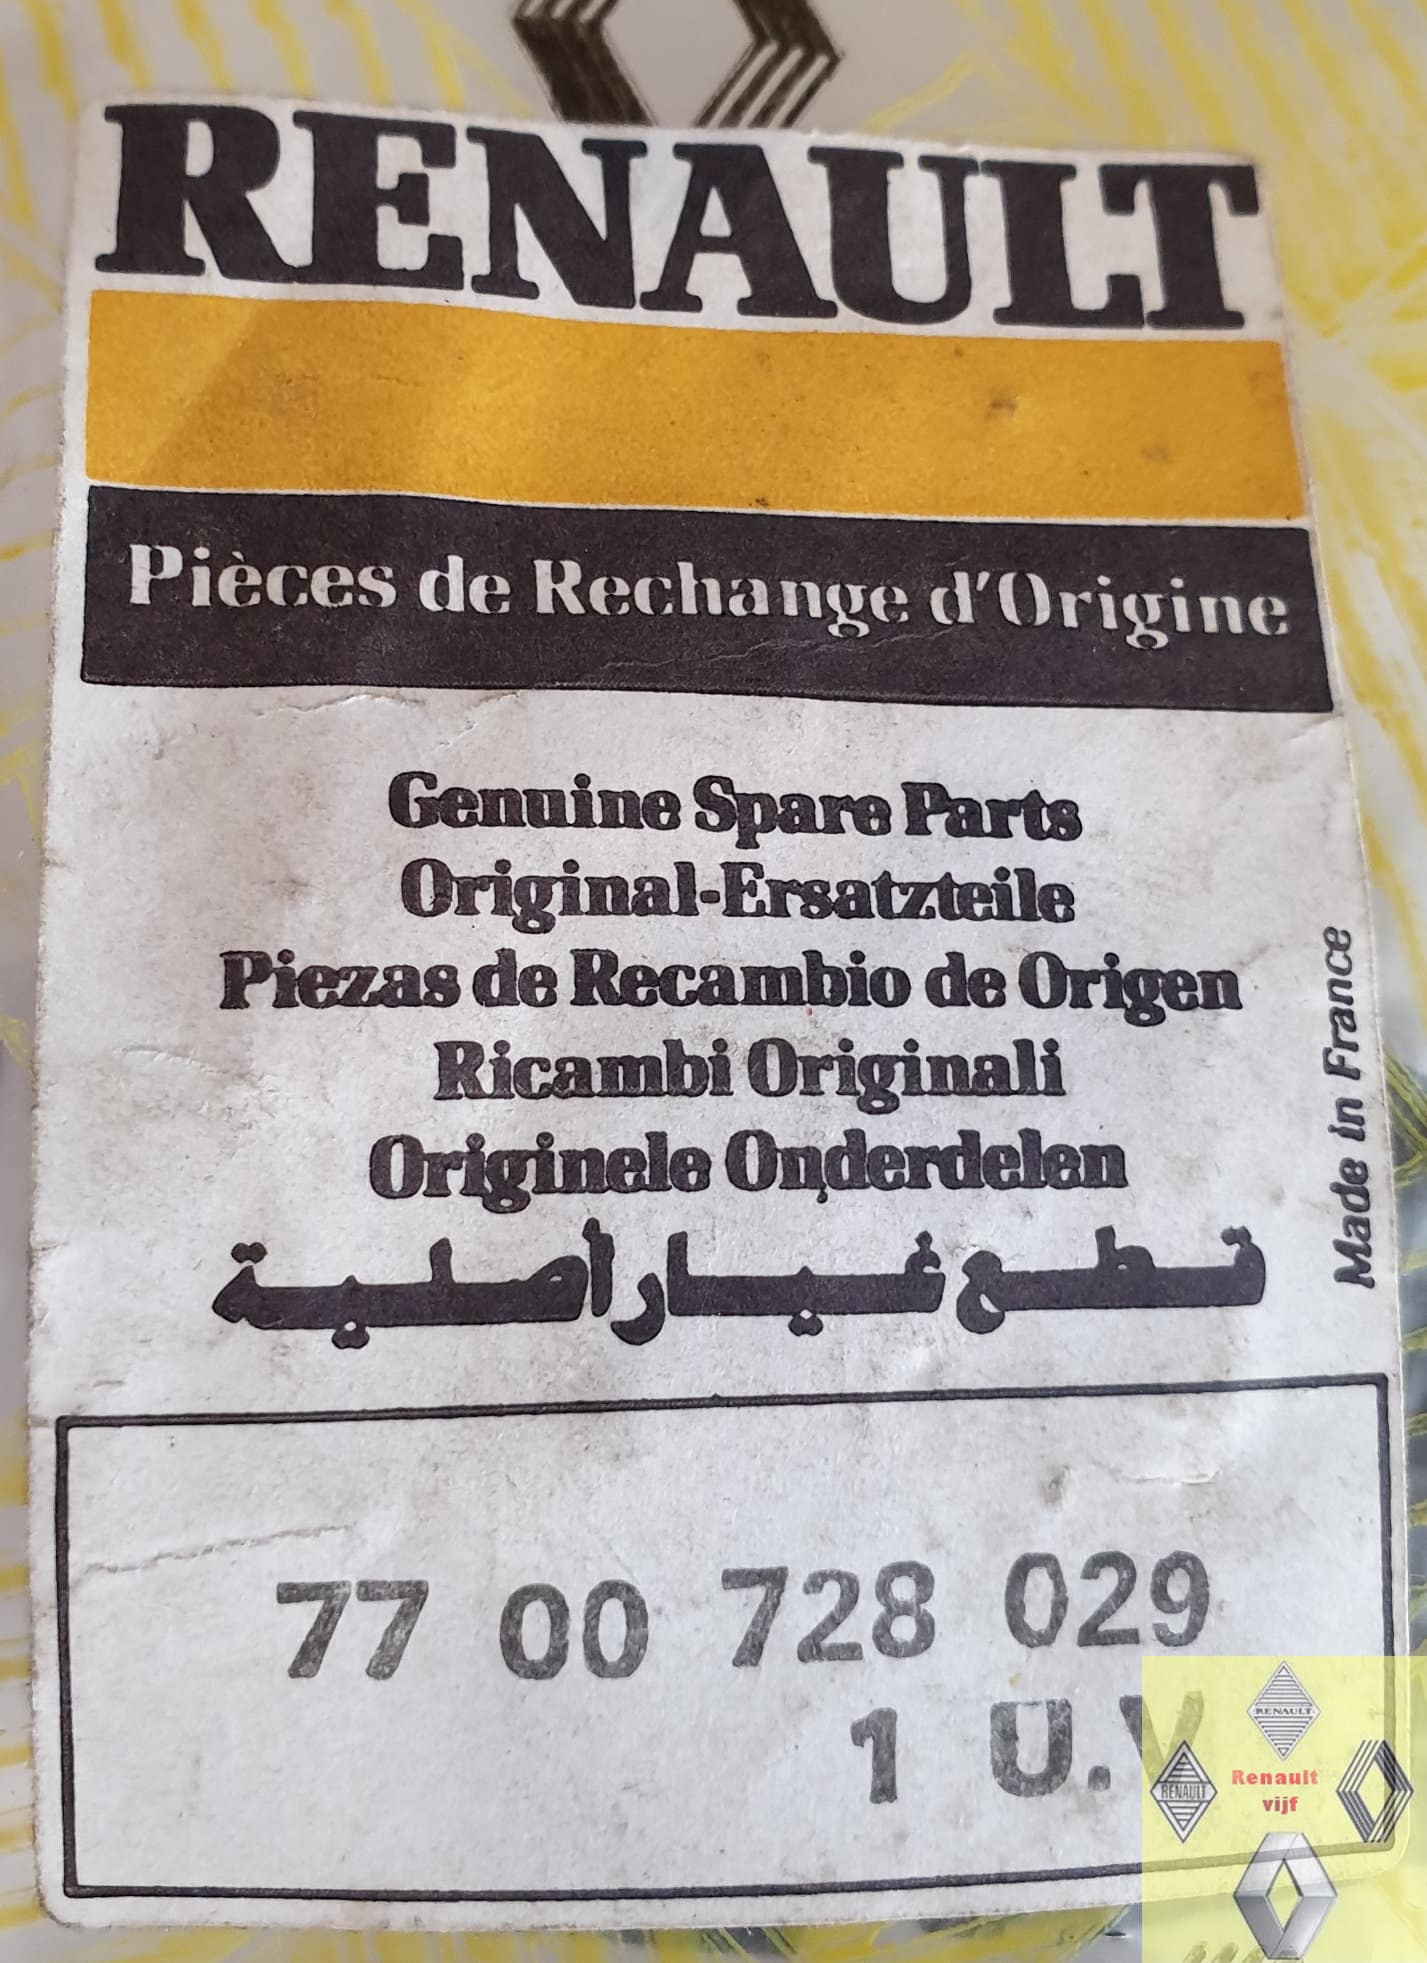 RENAULT
Pièces de Rechange d'Origine
Genuine Spare Parts
Original-Ersatzteile
Piezas de Recambio de Origen
Ricambi Originali
Originele Onderdelen
قطع غيار أصلية
Made in France
77 00 728 029
1 U.V
RENAULT
RENAULT
Renault
vijf